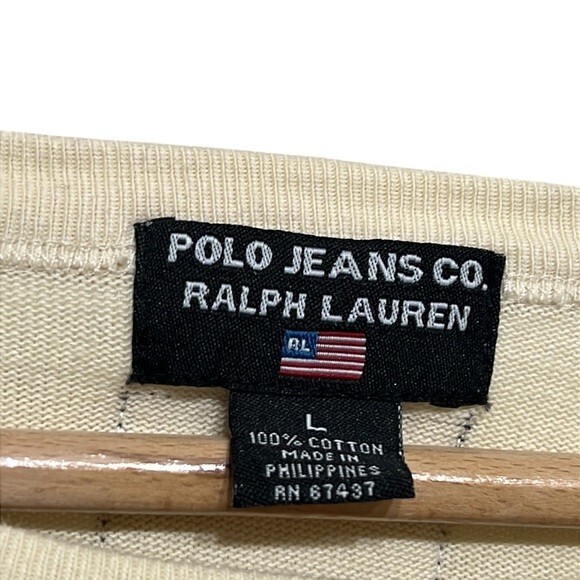 POLO JEANS CO.
RALPH LAUREN
RL
L
100% COTTON
MADE IN
PHILIPPINES
RN 67437